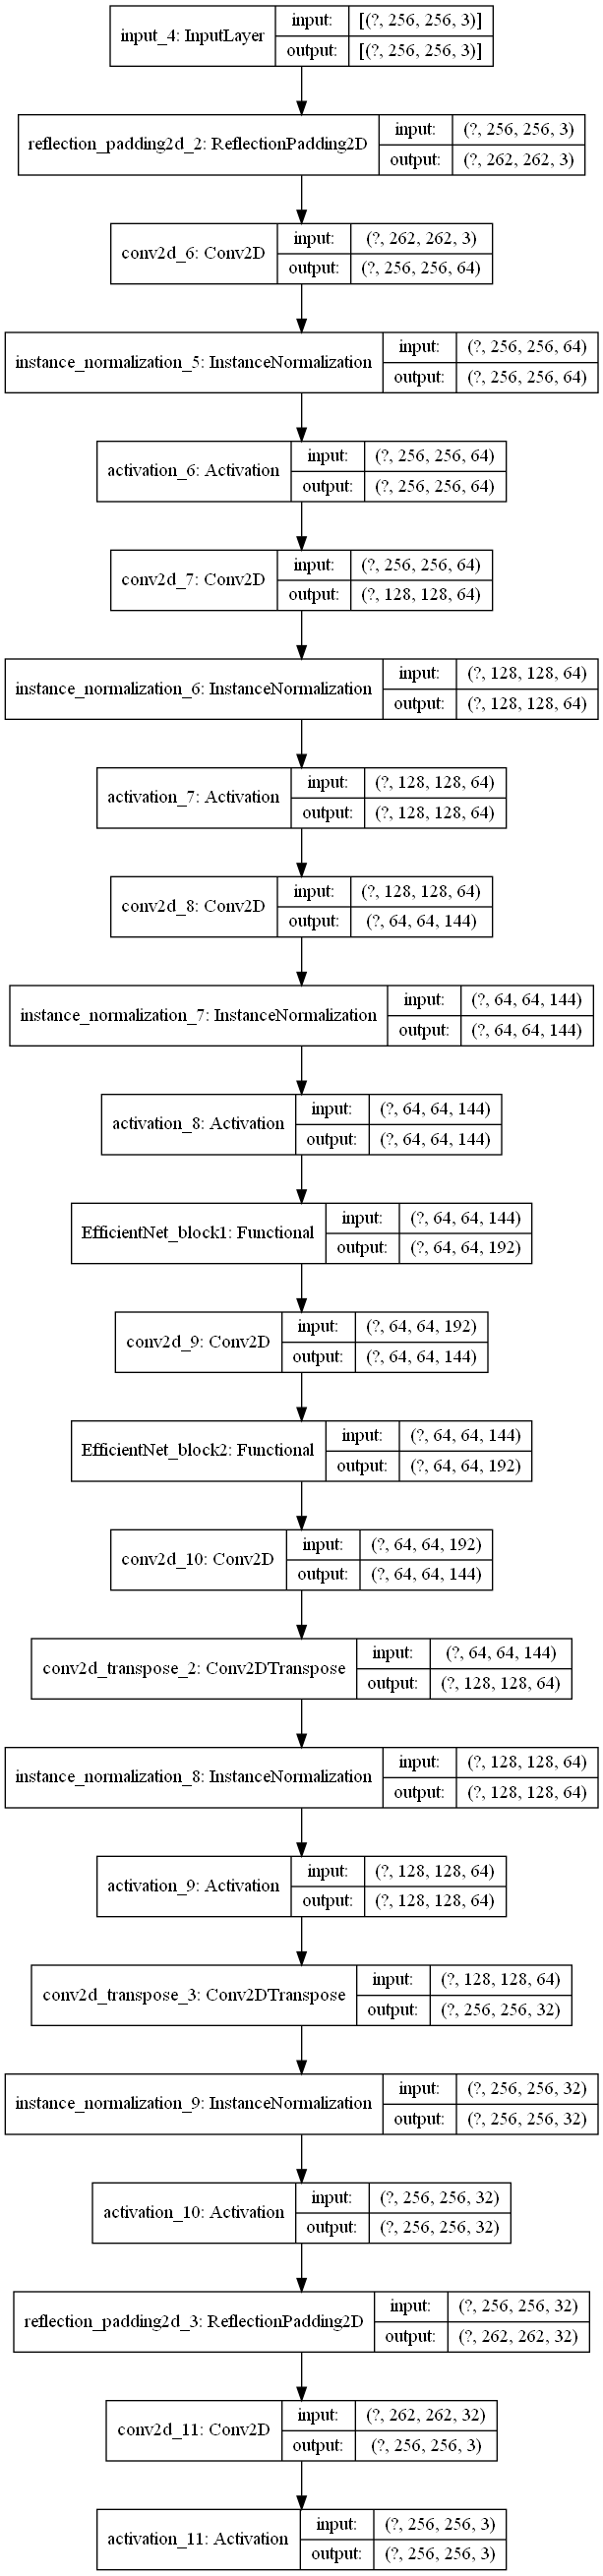 input_4: InputLayer
input: [(?, 256, 256, 3)]
output: [(?, 256, 256, 3)]
reflection_padding2d_2: ReflectionPadding2D
input: (?, 256, 256, 3)
output: (?, 262, 262, 3)
conv2d_6: Conv2D
input: (?, 262, 262, 3)
output: (?, 256, 256, 64)
instance_normalization_5: InstanceNormalization
input: (?, 256, 256, 64)
output: (?, 256, 256, 64)
activation_6: Activation
input: (?, 256, 256, 64)
output: (?, 256, 256, 64)
conv2d_7: Conv2D
input: (?, 256, 256, 64)
output: (?, 128, 128, 64)
instance_normalization_6: InstanceNormalization
input: (?, 128, 128, 64)
output: (?, 128, 128, 64)
activation_7: Activation
input: (?, 128, 128, 64)
output: (?, 128, 128, 64)
conv2d_8: Conv2D
input: (?, 128, 128, 64)
output: (?, 64, 64, 144)
instance_normalization_7: InstanceNormalization
input: (?, 64, 64, 144)
output: (?, 64, 64, 144)
activation_8: Activation
input: (?, 64, 64, 144)
output: (?, 64, 64, 144)
EfficientNet_block1: Functional
input: (?, 64, 64, 144)
output: (?, 64, 64, 192)
conv2d_9: Conv2D
input: (?, 64, 64, 192)
output: (?, 64, 64, 144)
EfficientNet_block2: Functional
input: (?, 64, 64, 144)
output: (?, 64, 64, 192)
conv2d_10: Conv2D
input: (?, 64, 64, 192)
output: (?, 64, 64, 144)
conv2d_transpose_2: Conv2DTranspose
input: (?, 64, 64, 144)
output: (?, 128, 128, 64)
instance_normalization_8: InstanceNormalization
input: (?, 128, 128, 64)
output: (?, 128, 128, 64)
activation_9: Activation
input: (?, 128, 128, 64)
output: (?, 128, 128, 64)
conv2d_transpose_3: Conv2DTranspose
input: (?, 128, 128, 64)
output: (?, 256, 256, 32)
instance_normalization_9: InstanceNormalization
input: (?, 256, 256, 32)
output: (?, 256, 256, 32)
activation_10: Activation
input: (?, 256, 256, 32)
output: (?, 256, 256, 32)
reflection_padding2d_3: ReflectionPadding2D
input: (?, 256, 256, 32)
output: (?, 262, 262, 32)
conv2d_11: Conv2D
input: (?, 262, 262, 32)
output: (?, 256, 256, 3)
activation_11: Activation
input: (?, 256, 256, 3)
output: (?, 256, 256, 3)